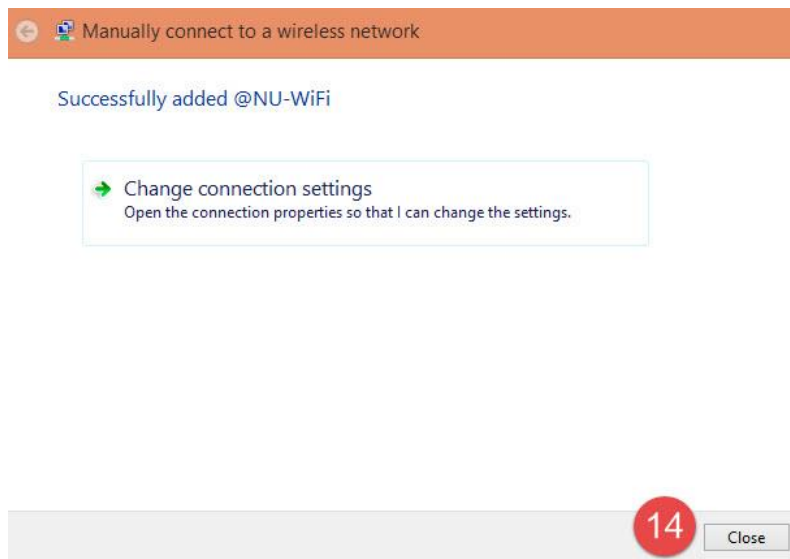 Manually connect to a wireless network
Successfully added @NU-WiFi
Change connection settings
Open the connection properties so that I can change the settings.
14
Close